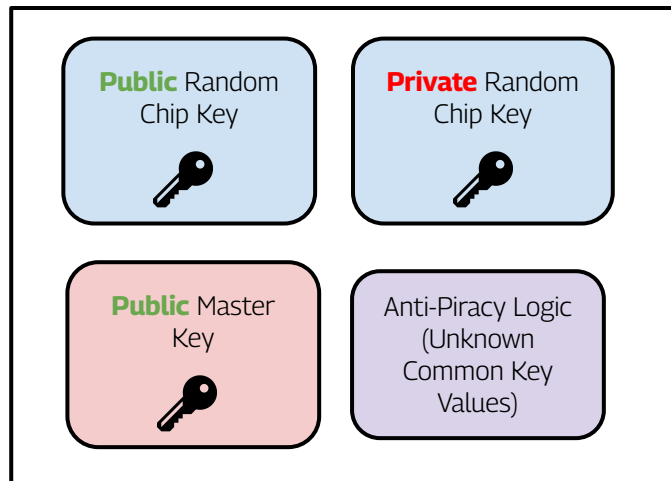 Public Random
Chip Key
Private Random
Chip Key
Public Master
Key
Anti-Piracy Logic
(Unknown
Common Key
Values)